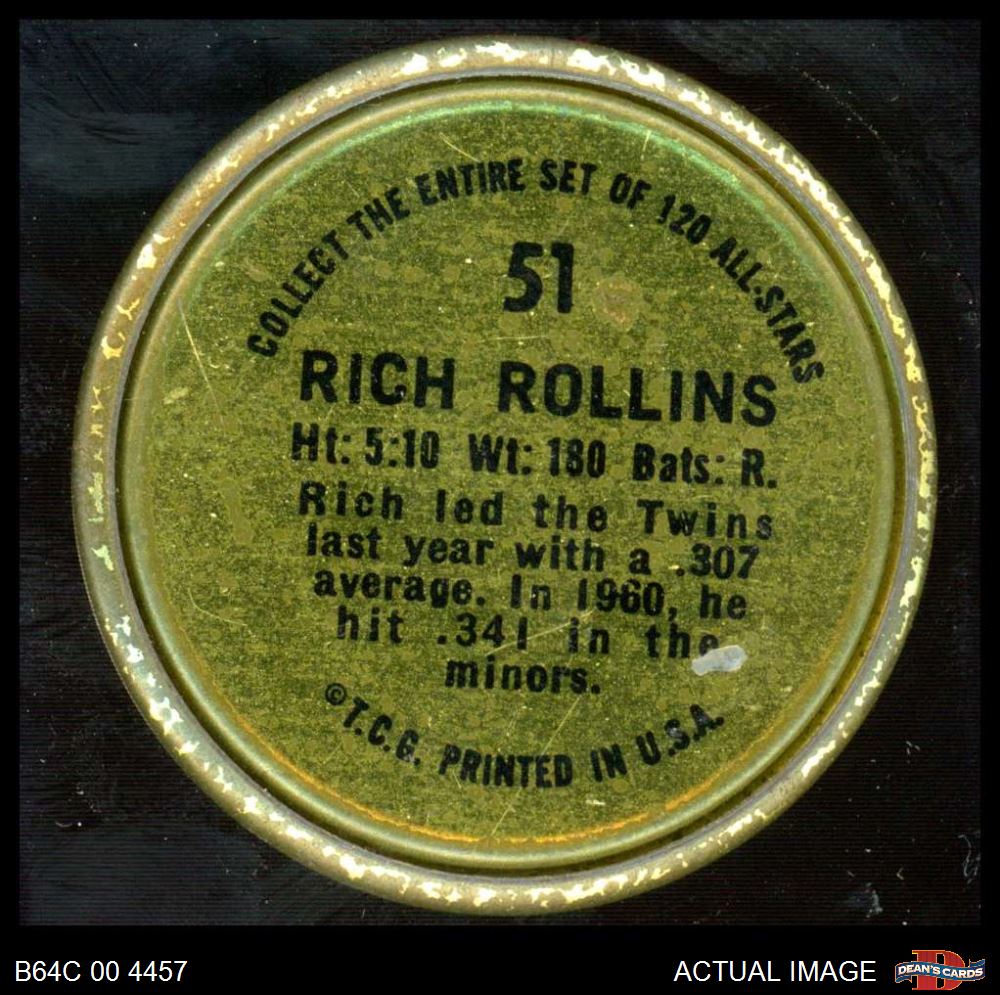 COLLECT THE ENTIRE SET OF 120 ALL-STARS
51
RICH ROLLINS
Ht: 5:10 Wt: 180 Bats: R.
Rich led the Twins
last year with a .307
average. In 1960, he
hit .341 in the
minors.
©T.C.G. PRINTED IN U.S.A.
B64C 00 4457
ACTUAL IMAGE
D
DEAN'S CARDS